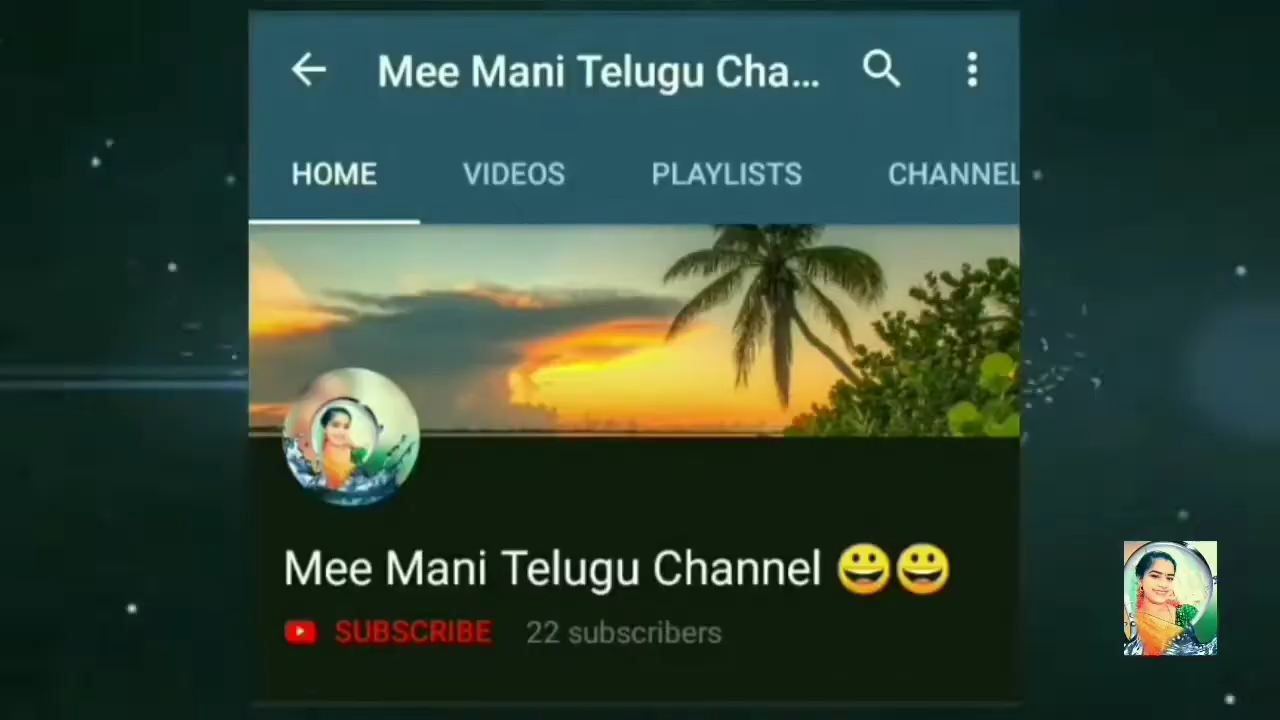 Mee Mani Telugu Cha...
HOME VIDEOS PLAYLISTS CHANNEL
Mee Mani Telugu Channel 😀😀
SUBSCRIBE 22 subscribers